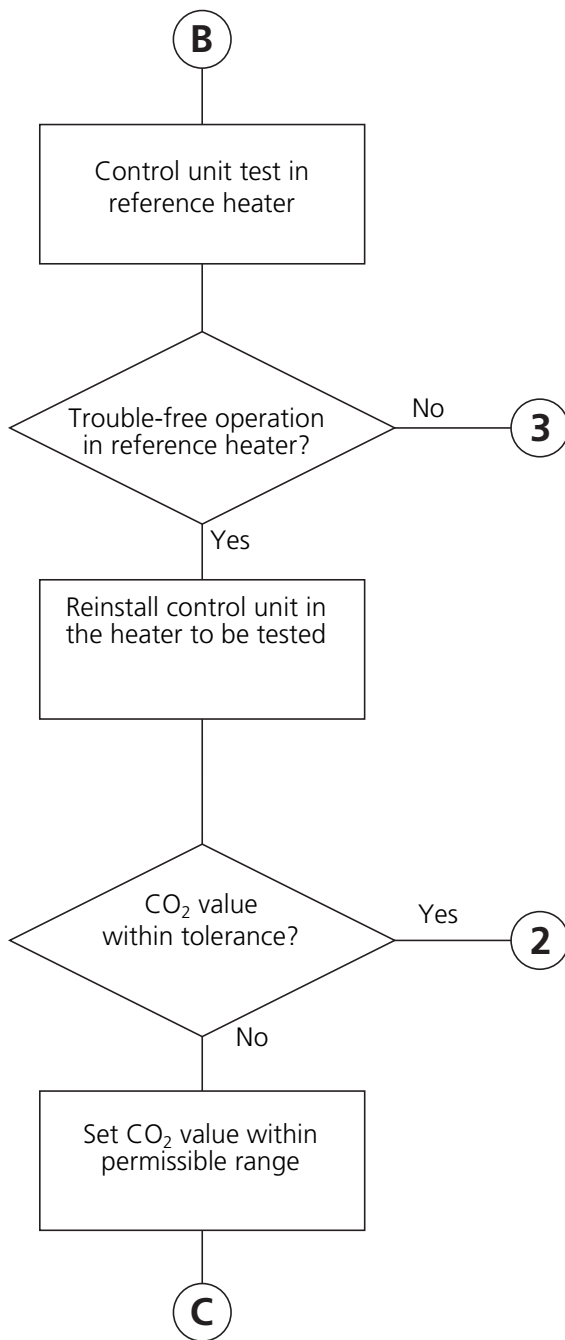 B
Control unit test in
reference heater
Trouble-free operation
in reference heater?
No
3
Yes
Reinstall control unit in
the heater to be tested
CO₂ value
within tolerance?
Yes
2
No
Set CO₂ value within
permissible range
C